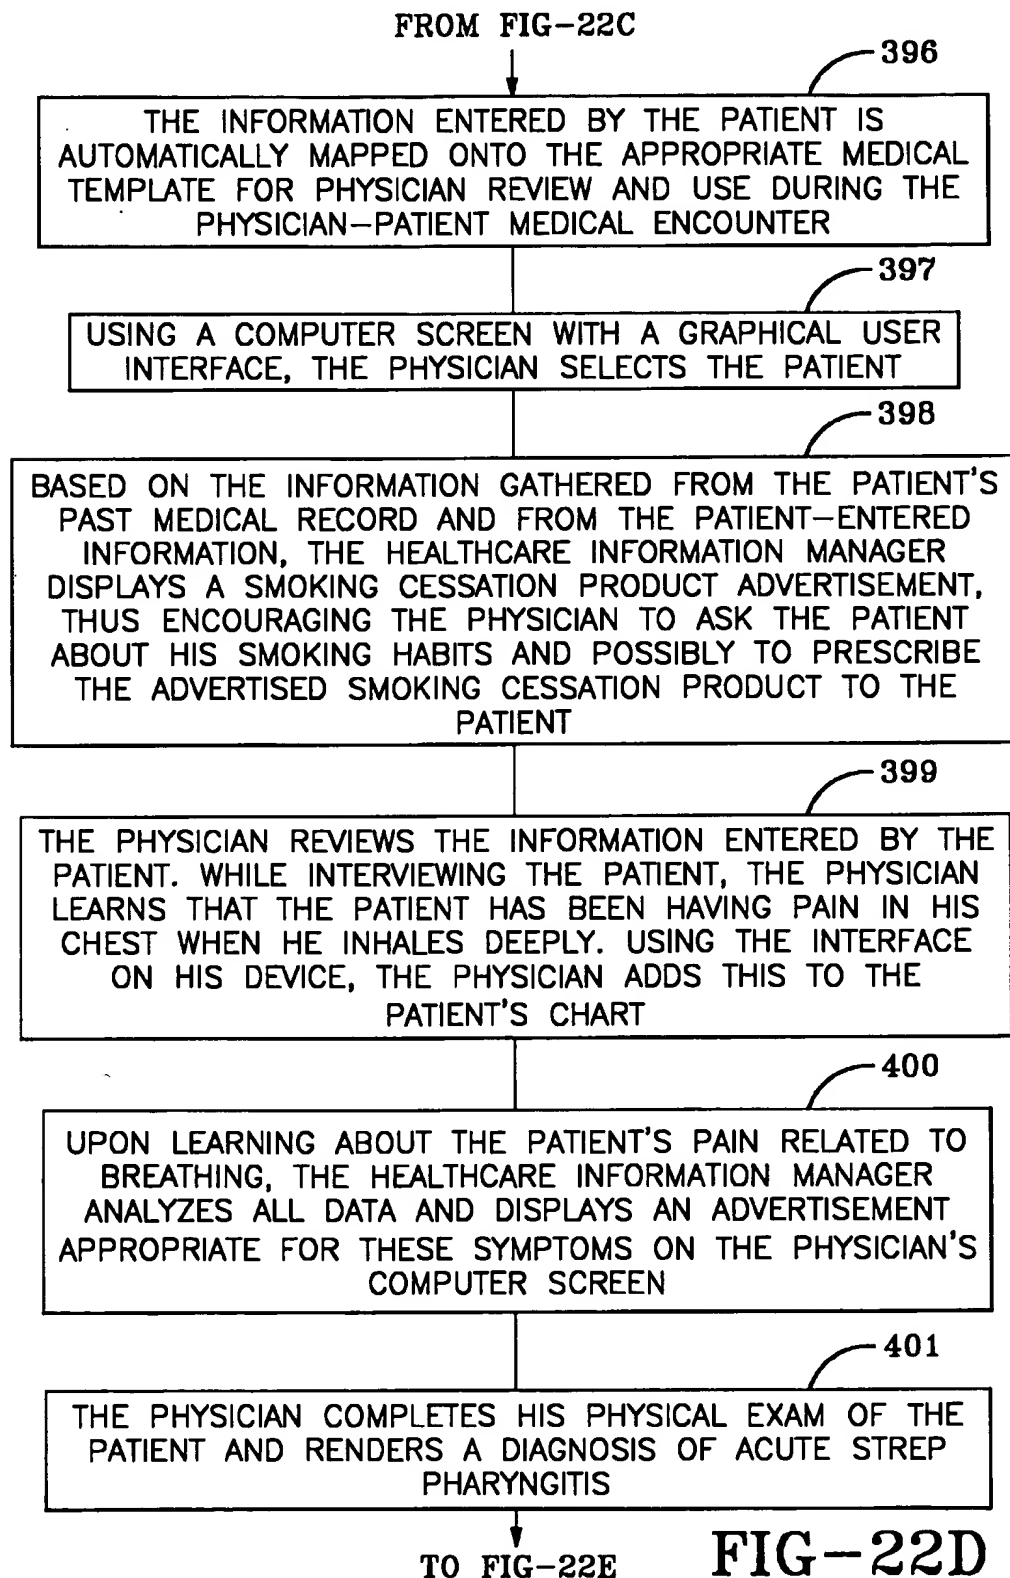 FROM FIG-22C
396
THE INFORMATION ENTERED BY THE PATIENT IS
AUTOMATICALLY MAPPED ONTO THE APPROPRIATE MEDICAL
TEMPLATE FOR PHYSICIAN REVIEW AND USE DURING THE
PHYSICIAN-PATIENT MEDICAL ENCOUNTER
397
USING A COMPUTER SCREEN WITH A GRAPHICAL USER
INTERFACE, THE PHYSICIAN SELECTS THE PATIENT
398
BASED ON THE INFORMATION GATHERED FROM THE PATIENT'S
PAST MEDICAL RECORD AND FROM THE PATIENT-ENTERED
INFORMATION, THE HEALTHCARE INFORMATION MANAGER
DISPLAYS A SMOKING CESSATION PRODUCT ADVERTISEMENT,
THUS ENCOURAGING THE PHYSICIAN TO ASK THE PATIENT
ABOUT HIS SMOKING HABITS AND POSSIBLY TO PRESCRIBE
THE ADVERTISED SMOKING CESSATION PRODUCT TO THE
PATIENT
399
THE PHYSICIAN REVIEWS THE INFORMATION ENTERED BY THE
PATIENT. WHILE INTERVIEWING THE PATIENT, THE PHYSICIAN
LEARNS THAT THE PATIENT HAS BEEN HAVING PAIN IN HIS
CHEST WHEN HE INHALES DEEPLY. USING THE INTERFACE
ON HIS DEVICE, THE PHYSICIAN ADDS THIS TO THE
PATIENT'S CHART
400
UPON LEARNING ABOUT THE PATIENT'S PAIN RELATED TO
BREATHING, THE HEALTHCARE INFORMATION MANAGER
ANALYZES ALL DATA AND DISPLAYS AN ADVERTISEMENT
APPROPRIATE FOR THESE SYMPTOMS ON THE PHYSICIAN'S
COMPUTER SCREEN
401
THE PHYSICIAN COMPLETES HIS PHYSICAL EXAM OF THE
PATIENT AND RENDERS A DIAGNOSIS OF ACUTE STREP
PHARYNGITIS
TO FIG-22E
FIG-22D